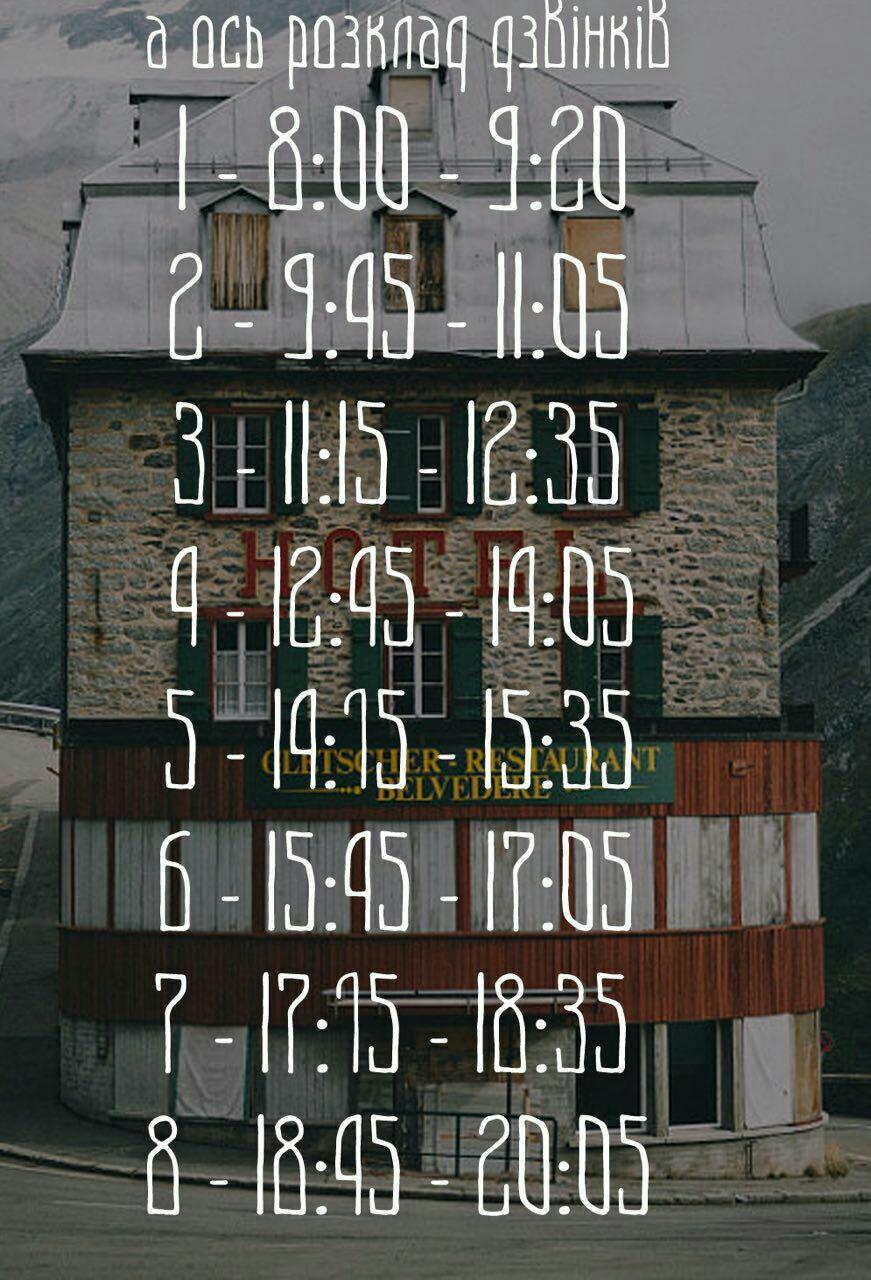 а ось розклад дзвінків
1 - 8:00 - 9:20
2 - 9:45 - 11:05
3 - 11:15 - 12:35
HOTEL
4 - 12:45 - 14:05
5 - 14:15 - 15:35
GLETSCHER - RESTAURANT
BELVEDERE
6 - 15:45 - 17:05
7 - 17:15 - 18:35
8 - 18:45 - 20:05